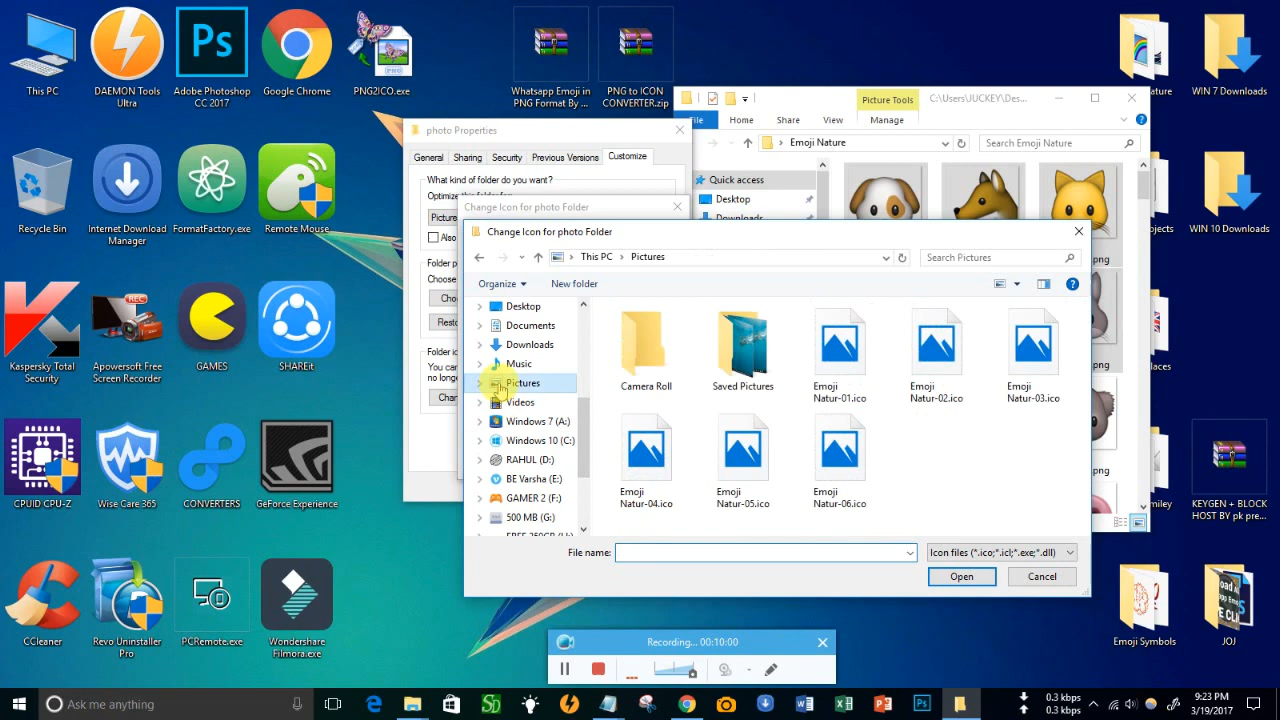 This PC
DAEMON Tools
Ultra
Adobe Photoshop
CC 2017
Google Chrome
PNG2ICO.exe
Whatsapp Emoji in
PNG Format By ...
PNG to ICON
CONVERTER.zip
WIN 7 Downloads
Recycle Bin
Internet Download
Manager
FormatFactory.exe
Remote Mouse
WIN 10 Downloads
Kaspersky Total
Security
Apowersoft Free
Screen Recorder
GAMES
SHAREit
CPUID CPU-Z
Wise Care 365
CONVERTERS
GeForce Experience
KEYGEN + BLOCK
HOST BY pk pre...
CCleaner
Revo Uninstaller
Pro
PCRemote.exe
Wondershare
Filmora.exe
Emoji Symbols
JOJ
Picture Tools
C:\Users\JUCKEY\Des...
File
Home
Share
View
Manage
Emoji Nature
Search Emoji Nature
Quick access
Desktop
Downloads
.png
.png
.png
photo Properties
General
Sharing
Security
Previous Versions
Customize
What kind of folder do you want?
Change Icon for photo Folder
Change Icon for photo Folder
This PC
Pictures
Search Pictures
Organize
New folder
Desktop
Documents
Downloads
Music
Pictures
Videos
Windows 7 (A:)
Windows 10 (C:)
RAHUL (D:)
BE Varsha (E:)
GAMER 2 (F:)
500 MB (G:)
Camera Roll
Saved Pictures
Emoji
Natur-01.ico
Emoji
Natur-02.ico
Emoji
Natur-03.ico
Emoji
Natur-04.ico
Emoji
Natur-05.ico
Emoji
Natur-06.ico
File name:
Icon files (*.ico;*.icl;*.exe;*.dll)
Open
Cancel
Recording... 00:10:00
Ask me anything
0.3 kbps
0.3 kbps
9:23 PM
3/19/2017